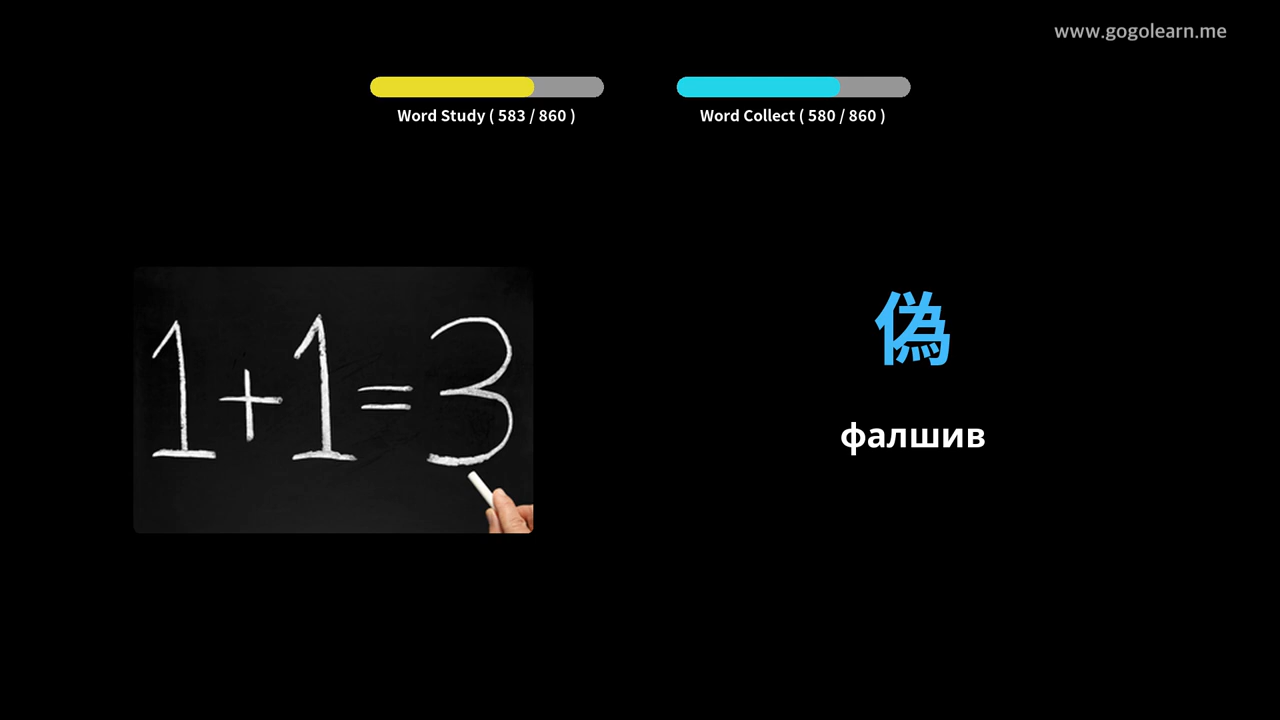 www.gogolearn.me
Word Study ( 583 / 860 )
Word Collect ( 580 / 860 )
1+1=3
偽
фалшив